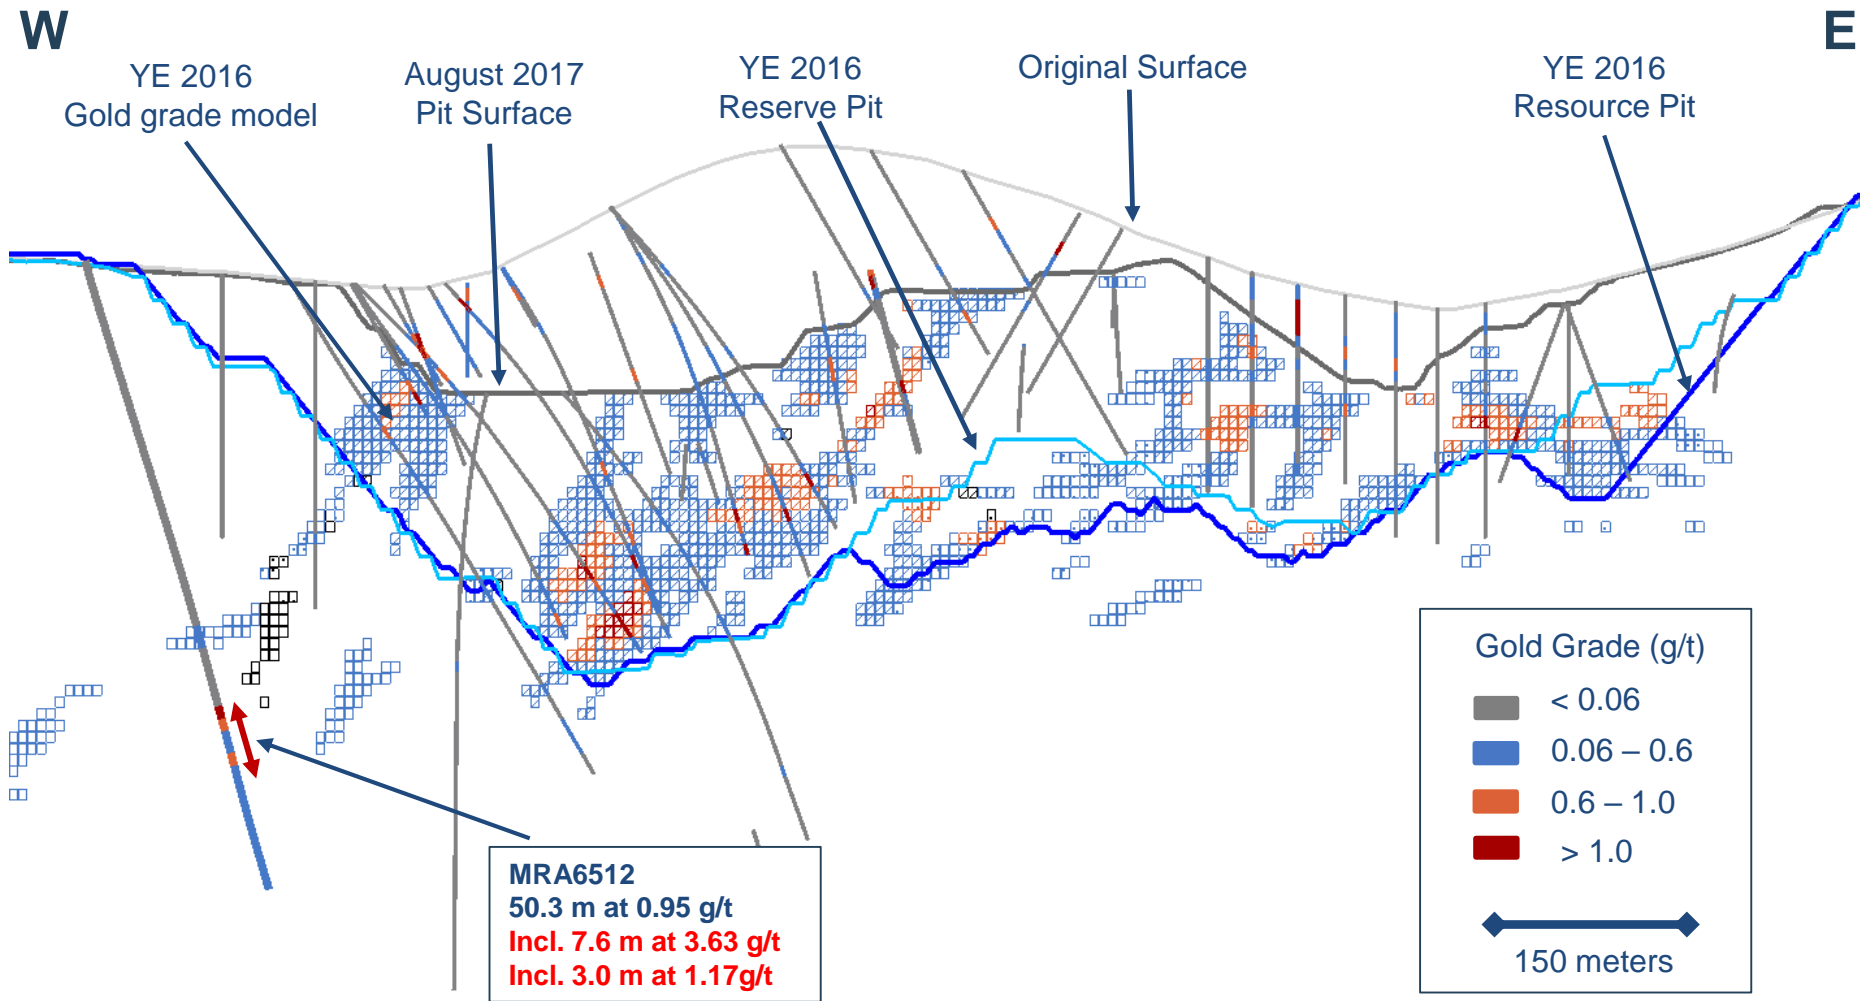 W
E
YE 2016
Gold grade model
August 2017
Pit Surface
YE 2016
Reserve Pit
Original Surface
YE 2016
Resource Pit
MRA6512
50.3 m at 0.95 g/t
Incl. 7.6 m at 3.63 g/t
Incl. 3.0 m at 1.17g/t
Gold Grade (g/t)
< 0.06
0.06 – 0.6
0.6 – 1.0
> 1.0
150 meters